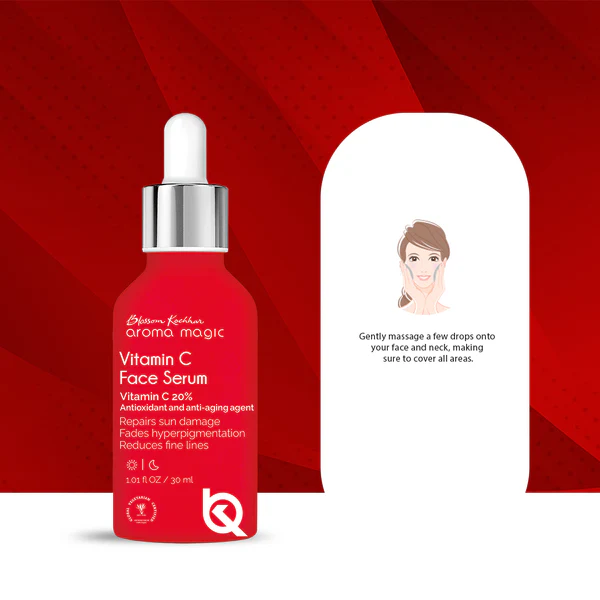 Blossom Kochhar
aroma magic
Vitamin C
Face Serum
Vitamin C 20%
Antioxidant and anti-aging agent
Repairs sun damage
Fades hyperpigmentation
Reduces fine lines
1.01 fl OZ / 30 ml
Gently massage a few drops onto
your face and neck, making
sure to cover all areas.